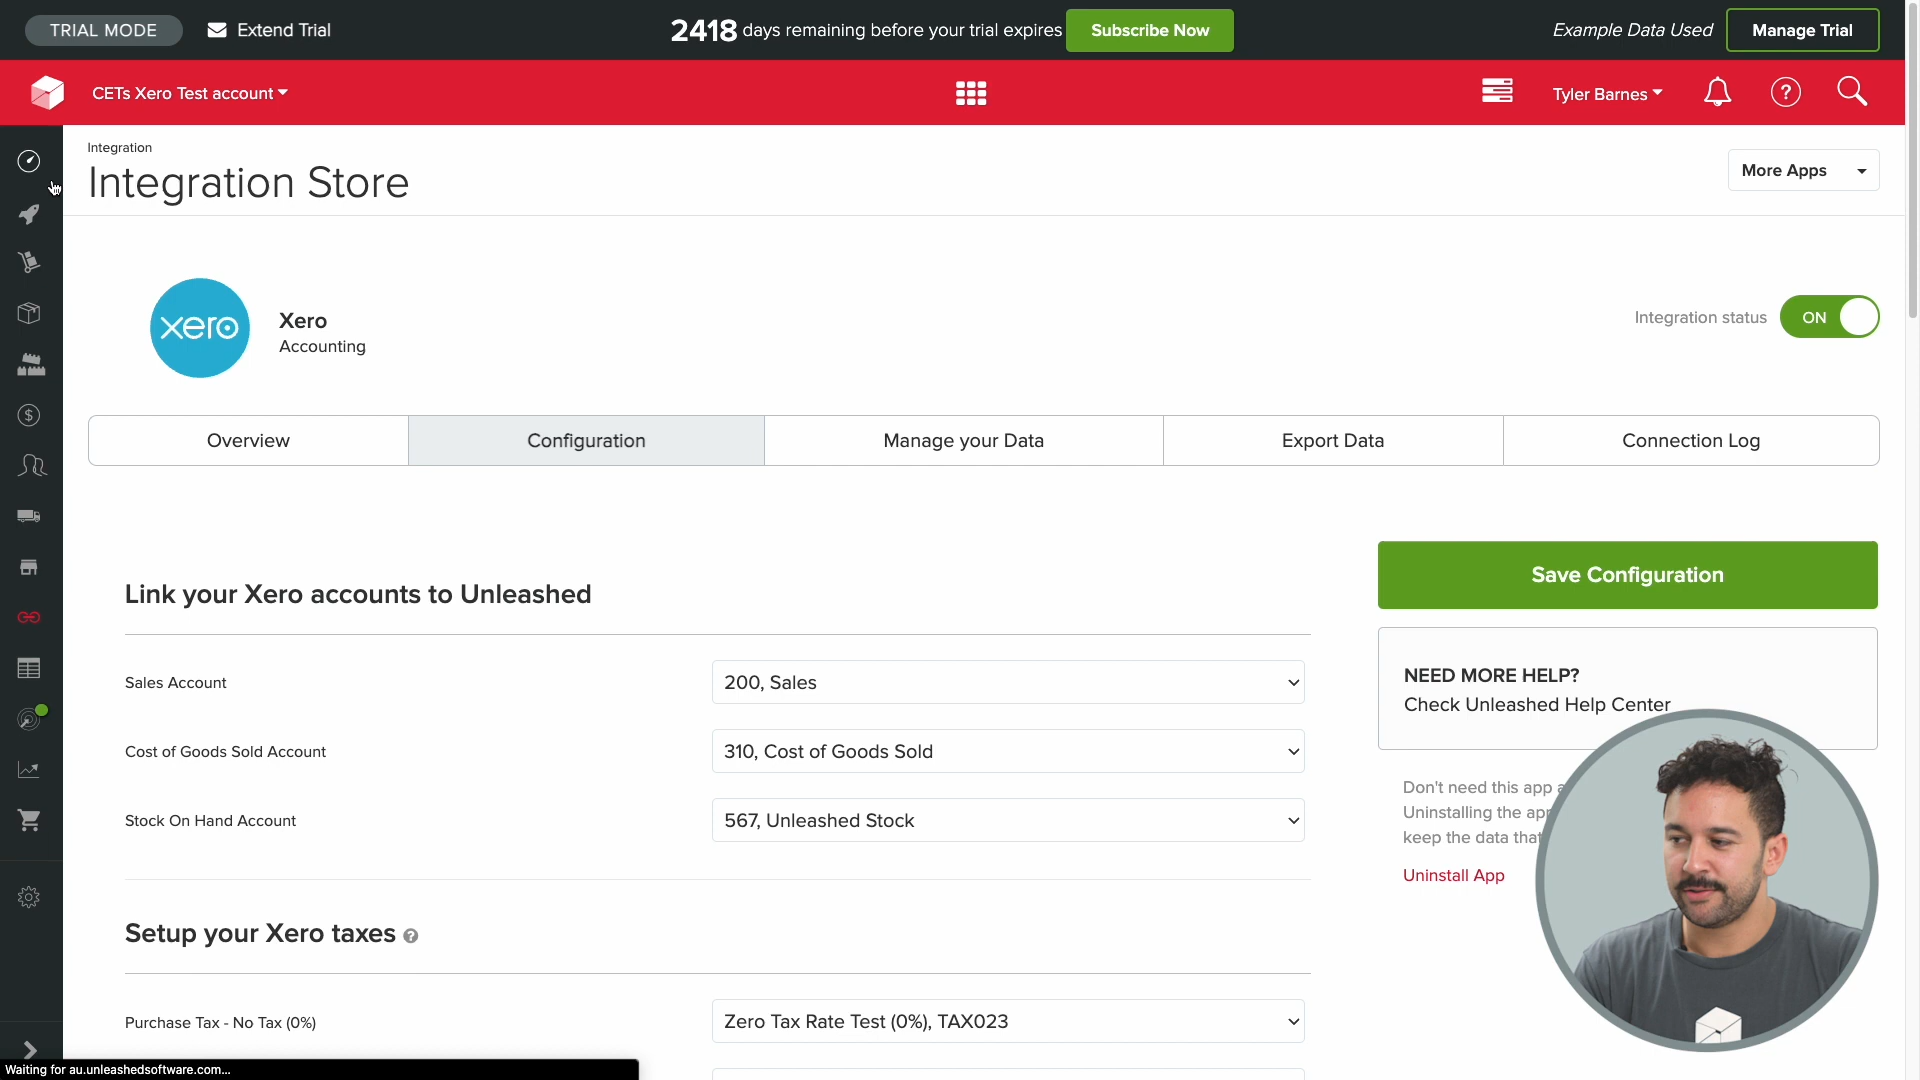 TRIAL MODE
Extend Trial
2418 days remaining before your trial expires
Subscribe Now
Example Data Used
Manage Trial
CETs Xero Test account
Tyler Barnes
Integration
Integration Store
More Apps
xero
Xero
Accounting
Integration status
ON
Overview
Configuration
Manage your Data
Export Data
Connection Log
Link your Xero accounts to Unleashed
Save Configuration
Sales Account
200, Sales
NEED MORE HELP?
Check Unleashed Help Center
Cost of Goods Sold Account
310, Cost of Goods Sold
Stock On Hand Account
567, Unleashed Stock
Don't need this app
Uninstalling the app
keep the data that
Uninstall App
Setup your Xero taxes
Purchase Tax - No Tax (0%)
Zero Tax Rate Test (0%), TAX023
Waiting for au.unleashedsoftware.com...